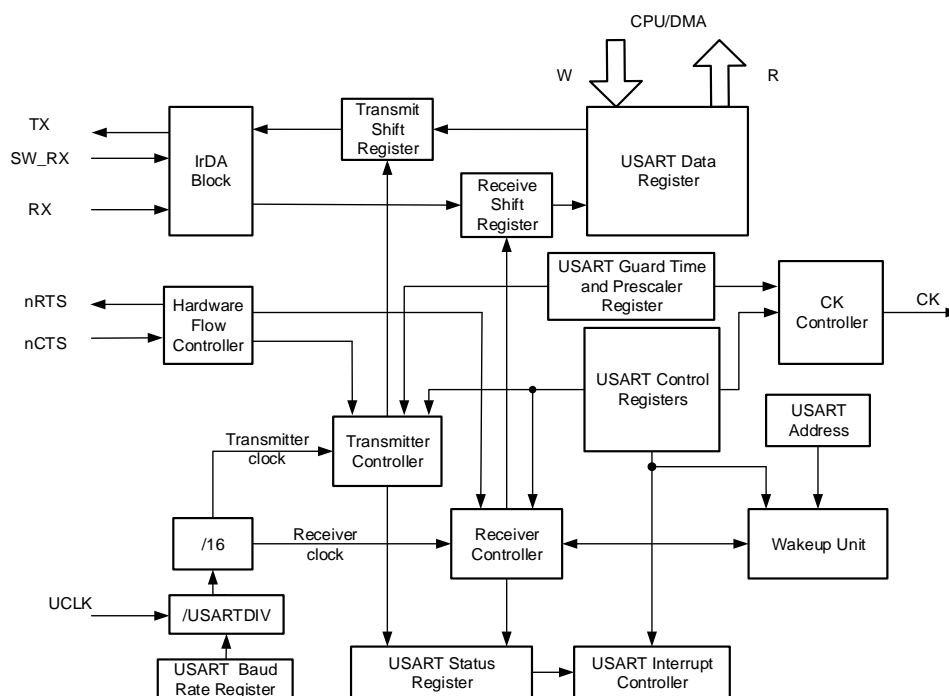 CPU/DMA
W
R
TX
SW_RX
RX
IrDA
Block
Transmit
Shift
Register
Receive
Shift
Register
USART Data
Register
USART Guard Time
and Prescaler
Register
CK
Controller
CK
nRTS
nCTS
Hardware
Flow
Controller
USART Control
Registers
USART
Address
Transmitter
clock
Transmitter
Controller
/16
Receiver
clock
Receiver
Controller
Wakeup Unit
UCLK
/USARTDIV
USART Baud
Rate Register
USART Status
Register
USART Interrupt
Controller